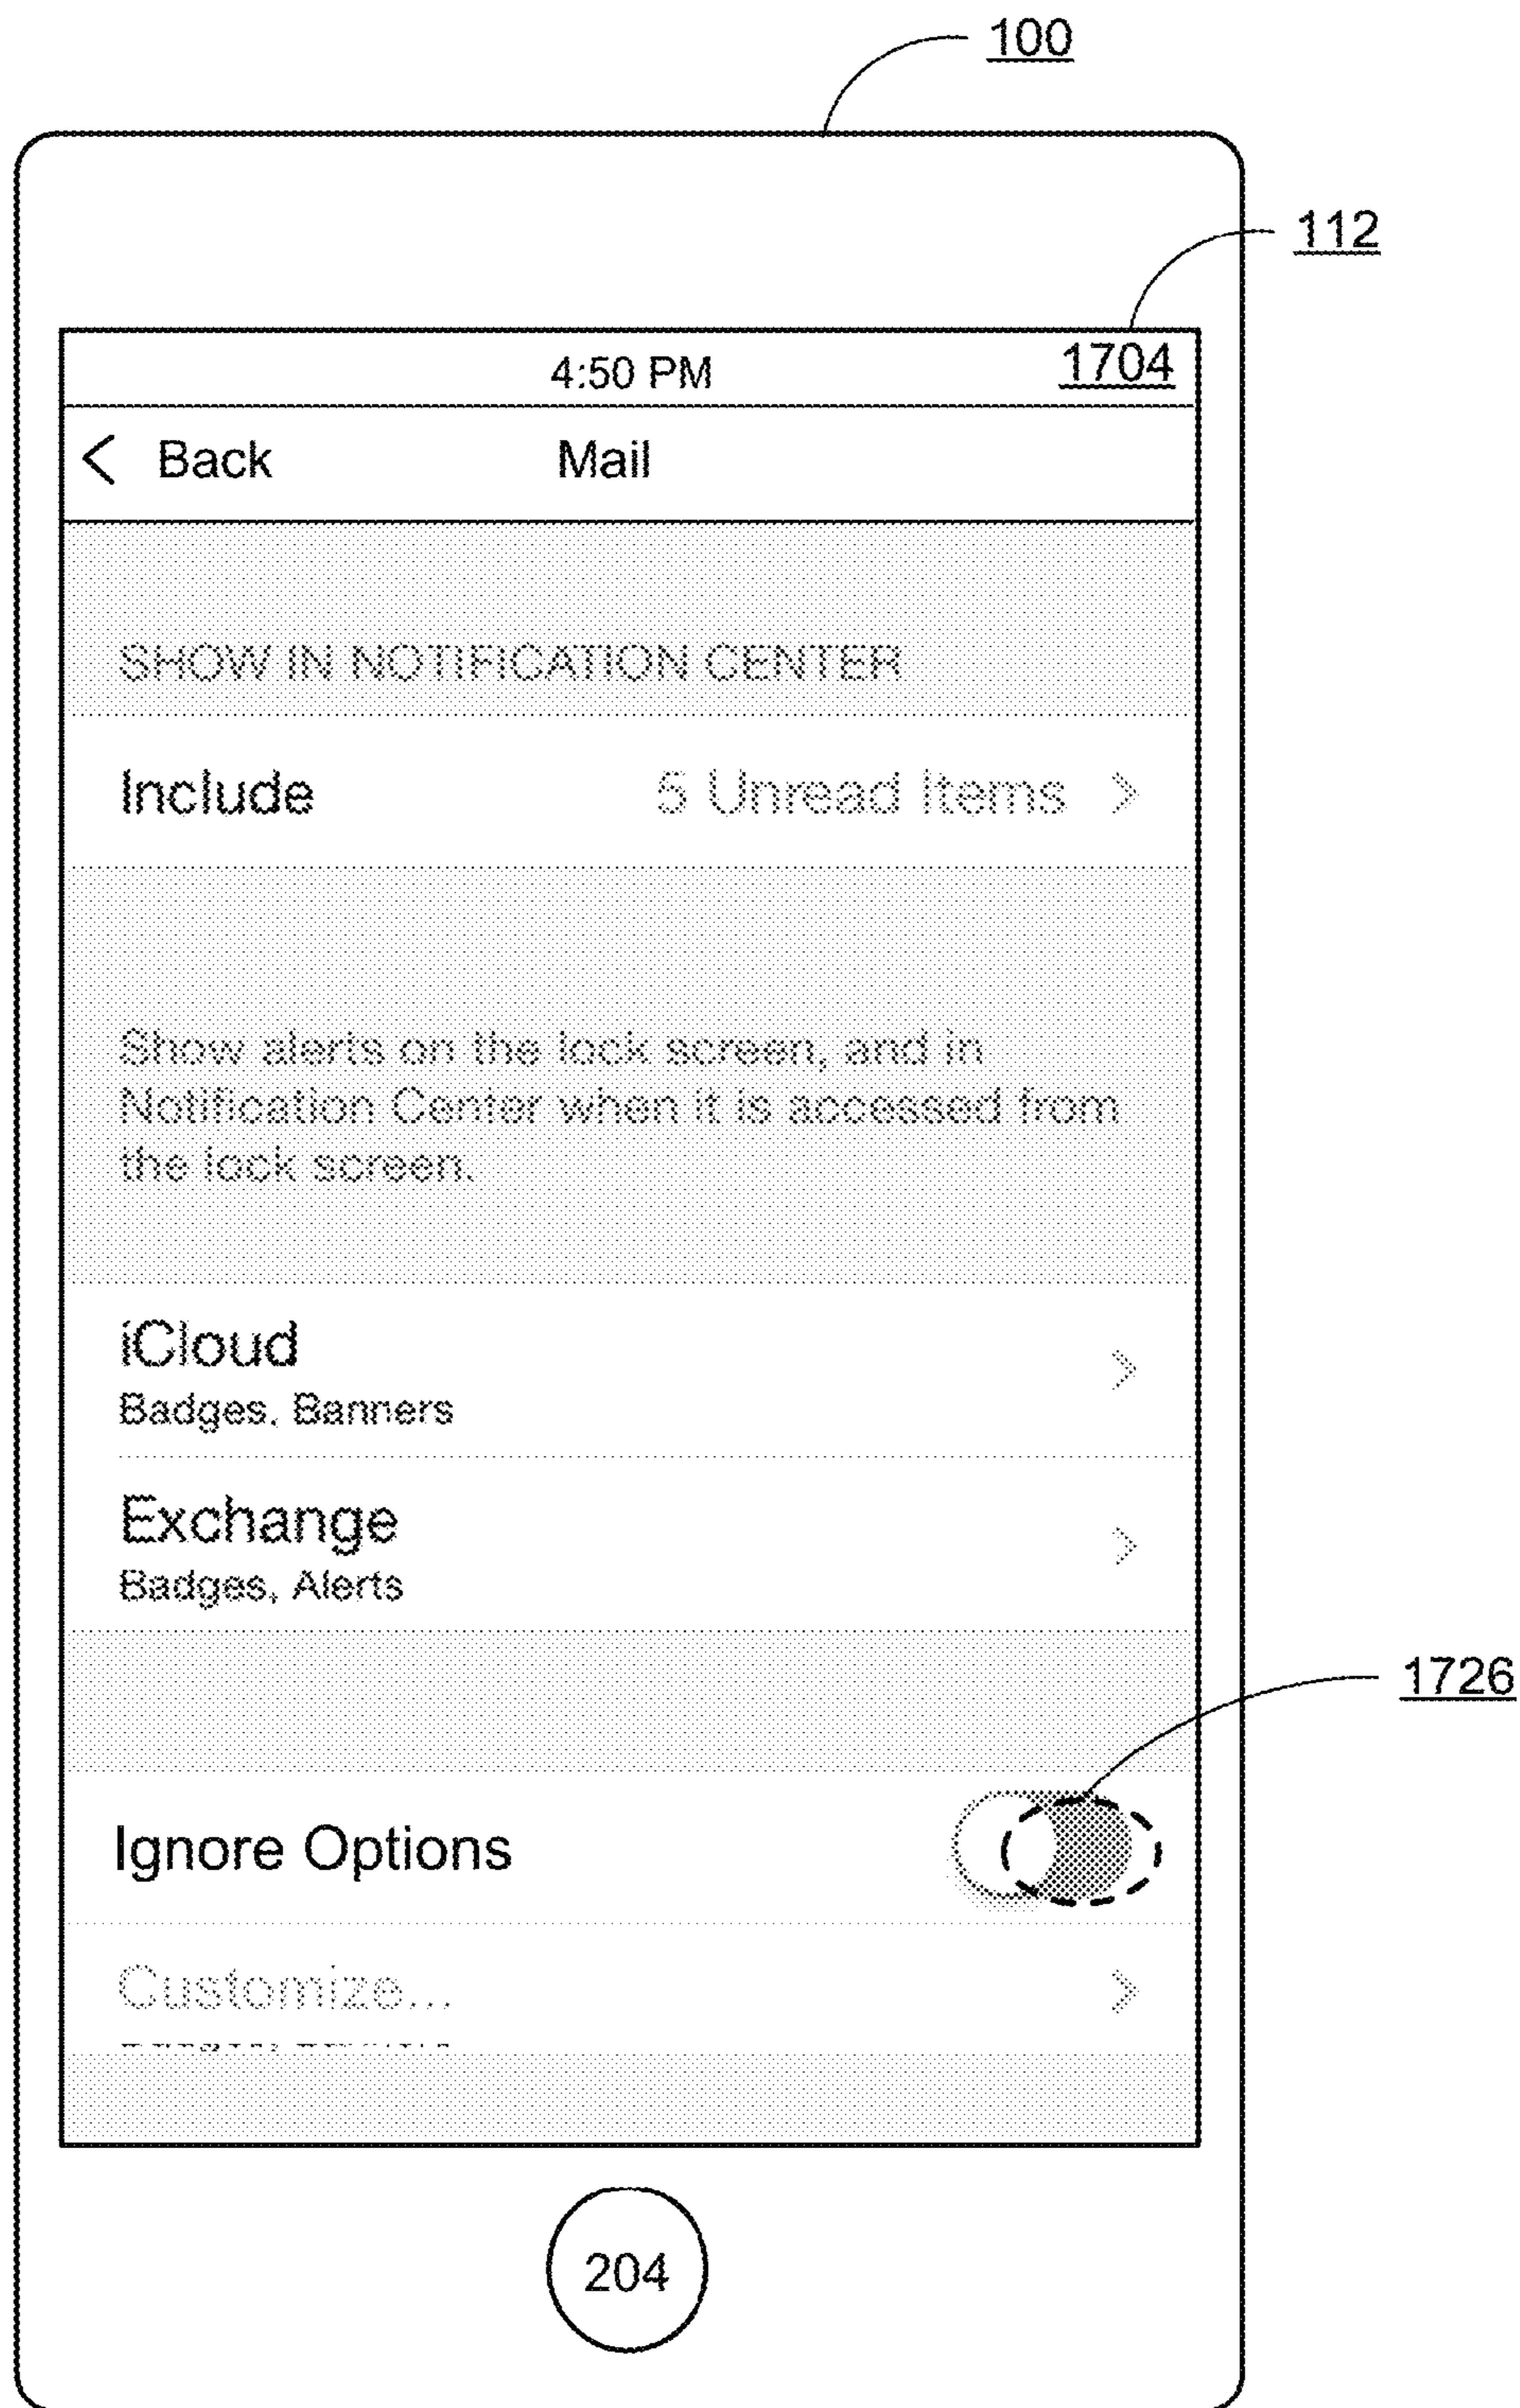 100
112
4:50 PM
1704
Back
Mail
SHOW IN NOTIFICATION CENTER
Include
5 Unread Items
Show alerts on the lock screen, and in
Notification Center when it is accessed from
the lock screen.
iCloud
Badges, Banners
Exchange
Badges, Alerts
1726
Ignore Options
Customize...
204